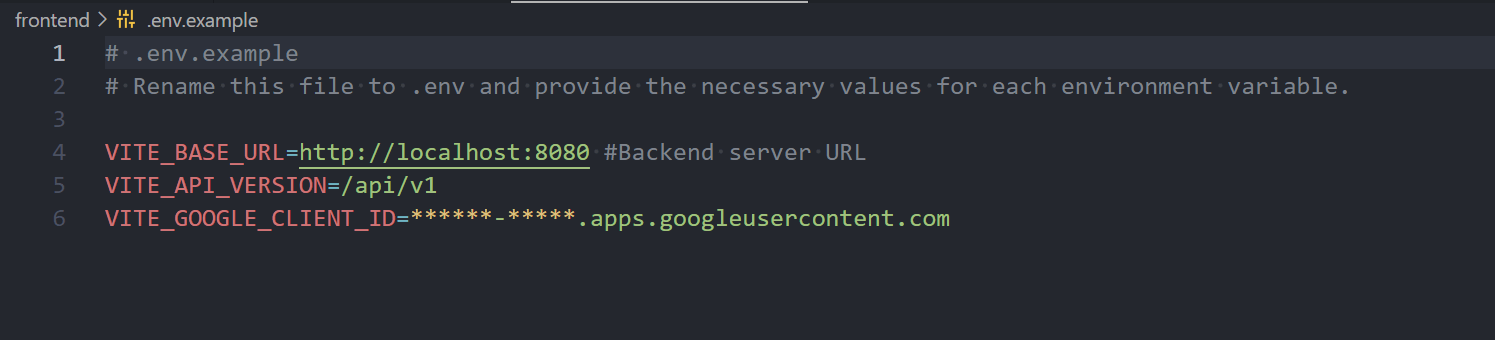 frontend > .env.example
1 # .env.example
2 # Rename this file to .env and provide the necessary values for each environment variable.
3
4 VITE_BASE_URL=http://localhost:8080 #Backend server URL
5 VITE_API_VERSION=/api/v1
6 VITE_GOOGLE_CLIENT_ID=******-*****.apps.googleusercontent.com